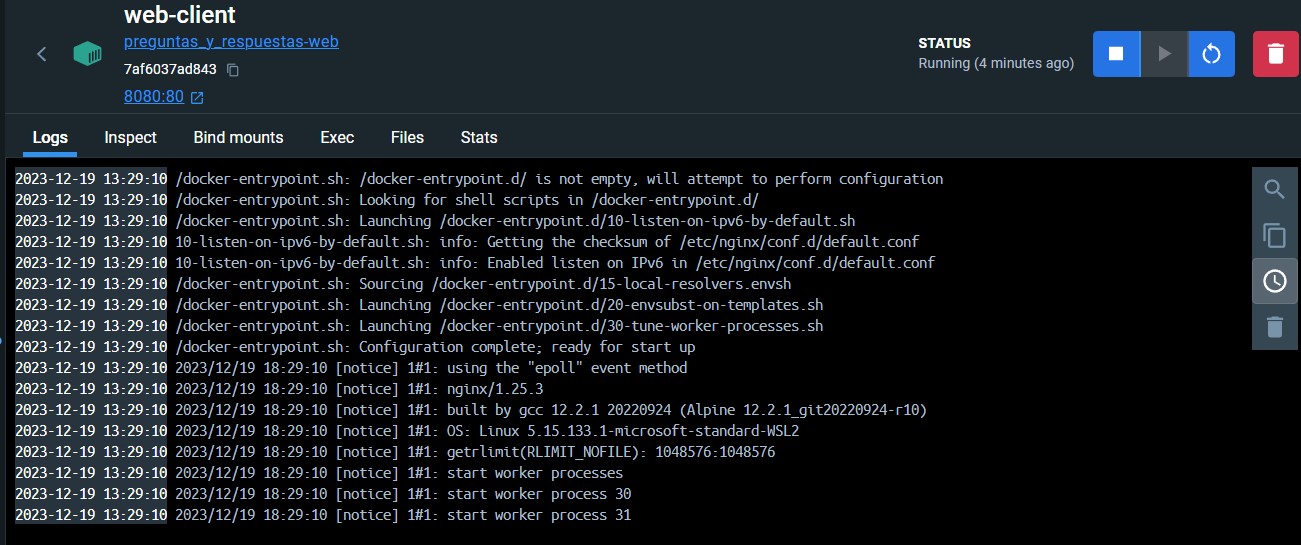 web-client
preguntas_y_respuestas-web
7af6037ad843
8080:80
STATUS
Running (4 minutes ago)
Logs Inspect Bind mounts Exec Files Stats
2023-12-19 13:29:10 /docker-entrypoint.sh: /docker-entrypoint.d/ is not empty, will attempt to perform configuration
2023-12-19 13:29:10 /docker-entrypoint.sh: Looking for shell scripts in /docker-entrypoint.d/
2023-12-19 13:29:10 /docker-entrypoint.sh: Launching /docker-entrypoint.d/10-listen-on-ipv6-by-default.sh
2023-12-19 13:29:10 10-listen-on-ipv6-by-default.sh: info: Getting the checksum of /etc/nginx/conf.d/default.conf
2023-12-19 13:29:10 10-listen-on-ipv6-by-default.sh: info: Enabled listen on IPv6 in /etc/nginx/conf.d/default.conf
2023-12-19 13:29:10 /docker-entrypoint.sh: Sourcing /docker-entrypoint.d/15-local-resolvers.envsh
2023-12-19 13:29:10 /docker-entrypoint.sh: Launching /docker-entrypoint.d/20-envsubst-on-templates.sh
2023-12-19 13:29:10 /docker-entrypoint.sh: Launching /docker-entrypoint.d/30-tune-worker-processes.sh
2023-12-19 13:29:10 /docker-entrypoint.sh: Configuration complete; ready for start up
2023-12-19 13:29:10 2023/12/19 18:29:10 [notice] 1#1: using the "epoll" event method
2023-12-19 13:29:10 2023/12/19 18:29:10 [notice] 1#1: nginx/1.25.3
2023-12-19 13:29:10 2023/12/19 18:29:10 [notice] 1#1: built by gcc 12.2.1 20220924 (Alpine 12.2.1_git20220924-r10)
2023-12-19 13:29:10 2023/12/19 18:29:10 [notice] 1#1: OS: Linux 5.15.133.1-microsoft-standard-WSL2
2023-12-19 13:29:10 2023/12/19 18:29:10 [notice] 1#1: getrlimit(RLIMIT_NOFILE): 1048576:1048576
2023-12-19 13:29:10 2023/12/19 18:29:10 [notice] 1#1: start worker processes
2023-12-19 13:29:10 2023/12/19 18:29:10 [notice] 1#1: start worker process 30
2023-12-19 13:29:10 2023/12/19 18:29:10 [notice] 1#1: start worker process 31